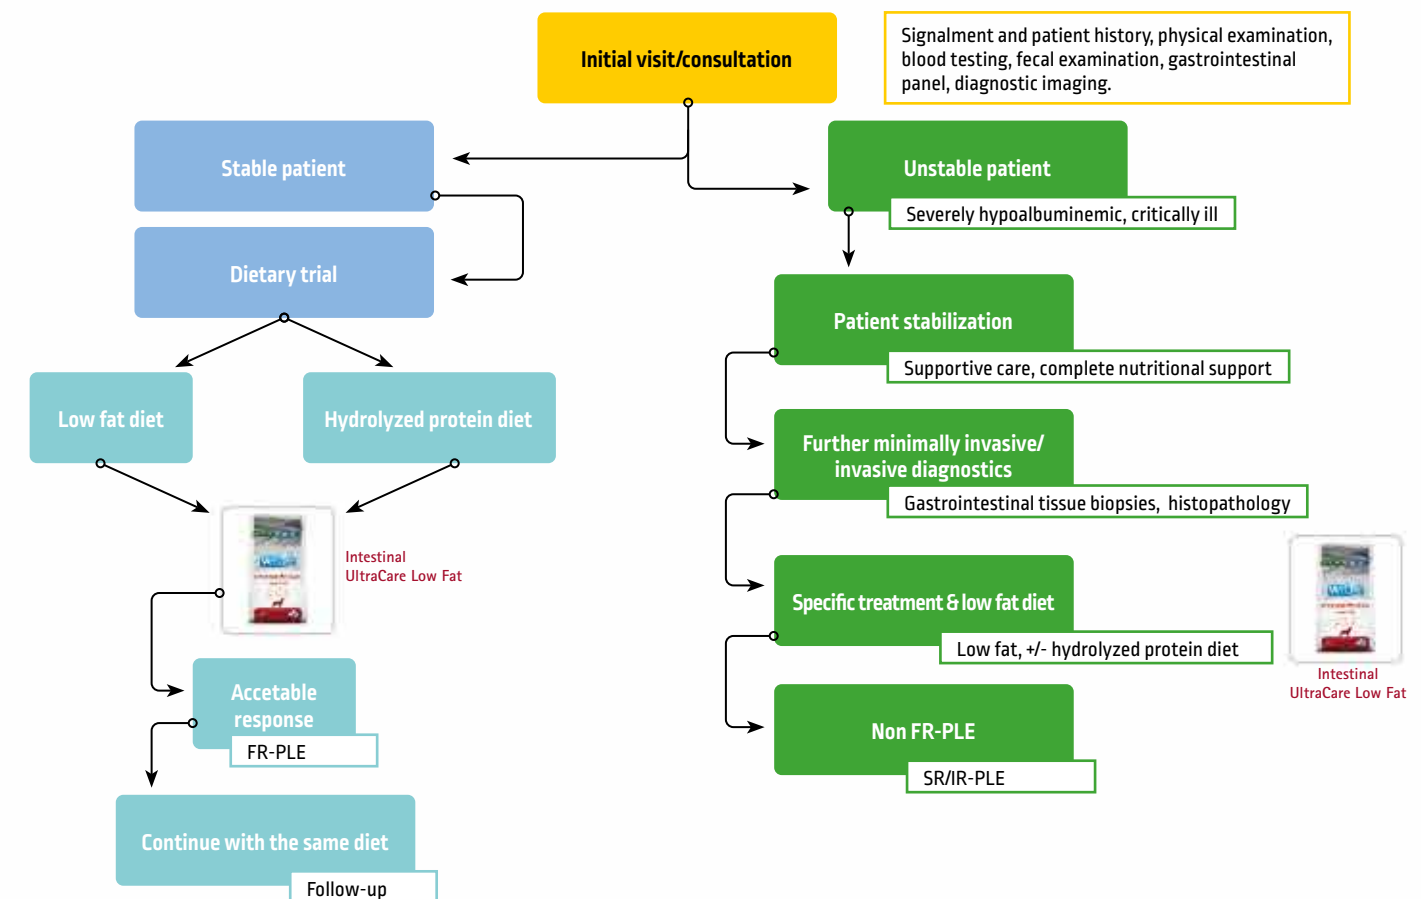 Initial visit/consultation
Signalment and patient history, physical examination,
blood testing, fecal examination, gastrointestinal
panel, diagnostic imaging.
Stable patient
Unstable patient
Severely hypoalbuminemic, critically ill
Dietary trial
Patient stabilization
Supportive care, complete nutritional support
Low fat diet
Hydrolyzed protein diet
Further minimally invasive/
invasive diagnostics
Gastrointestinal tissue biopsies, histopathology
Intestinal
UltraCare Low Fat
Specific treatment & low fat diet
Low fat, +/- hydrolyzed protein diet
Intestinal
UltraCare Low Fat
Accetable
response
FR-PLE
Non FR-PLE
SR/IR-PLE
Continue with the same diet
Follow-up